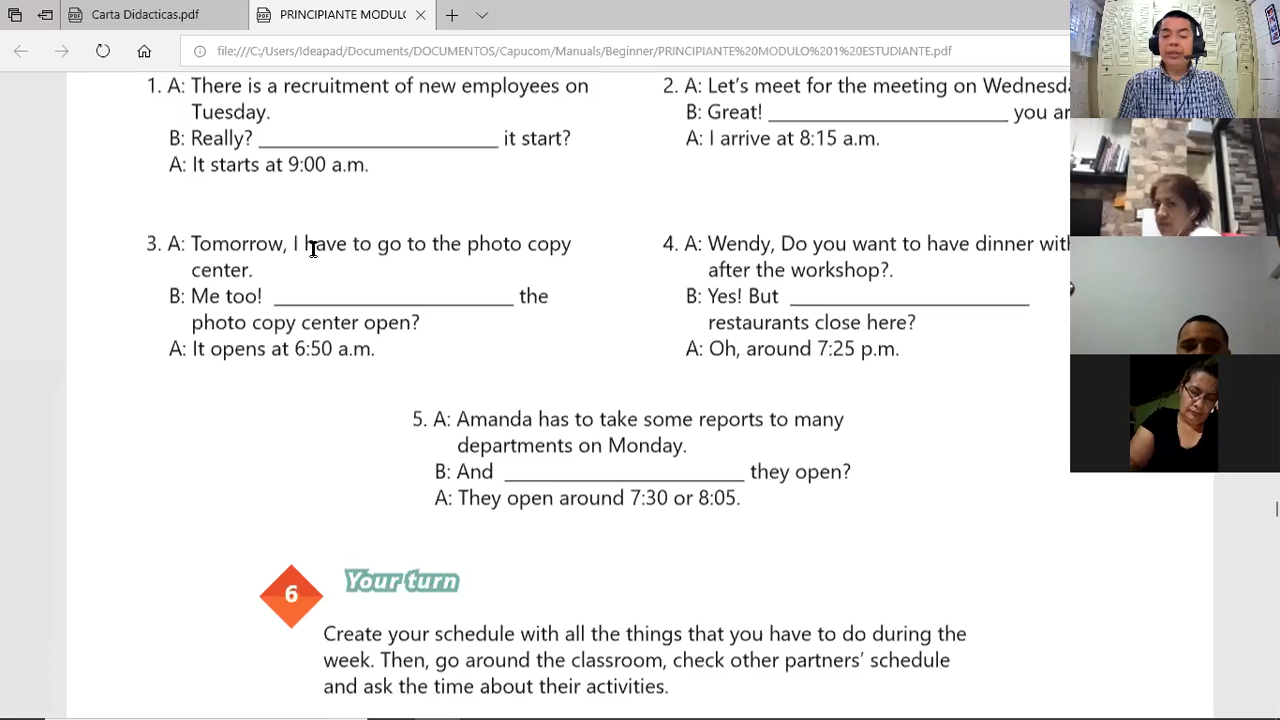 Carta Didacticas.pdf
PRINCIPIANTE MODULO
file:///C:/Users/Ideapad/Documents/DOCUMENTOS/Capucom/Manuals/Beginner/PRINCIPIANTE%20MODULO%201%20ESTUDIANTE.pdf
1. A: There is a recruitment of new employees on
Tuesday.
B: Really? ______________________ it start?
A: It starts at 9:00 a.m.
2. A: Let's meet for the meeting on
B: Great! ______________________ you
A: I arrive at 8:15 a.m.
3. A: Tomorrow, I have to go to the photo copy
center.
B: Me too! ______________________ the
photo copy center open?
A: It opens at 6:50 a.m.
4. A: Wendy, Do you want to have dinner
after the workshop?.
B: Yes! But ______________________
restaurants close here?
A: Oh, around 7:25 p.m.
5. A: Amanda has to take some reports to many
departments on Monday.
B: And ______________________ they open?
A: They open around 7:30 or 8:05.
6
Your turn
Create your schedule with all the things that you have to do during the
week. Then, go around the classroom, check other partners' schedule
and ask the time about their activities.